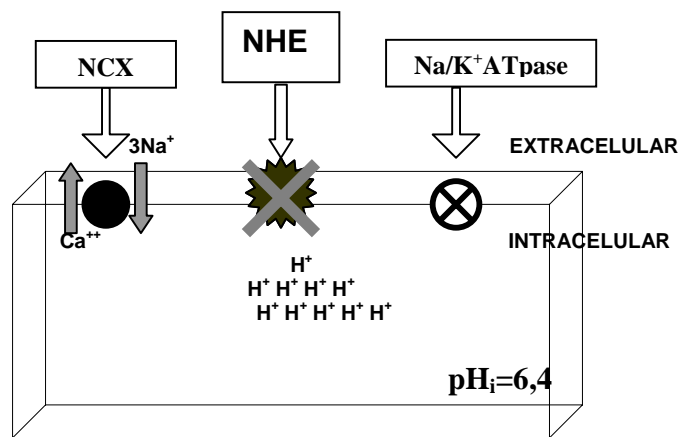 NCX
NHE
Na/K⁺ATpase
3Na⁺
EXTRACELULAR
Ca⁺⁺
INTRACELULAR
H⁺
H⁺ H⁺ H⁺ H⁺
H⁺ H⁺ H⁺ H⁺ H⁺
pHᵢ=6,4